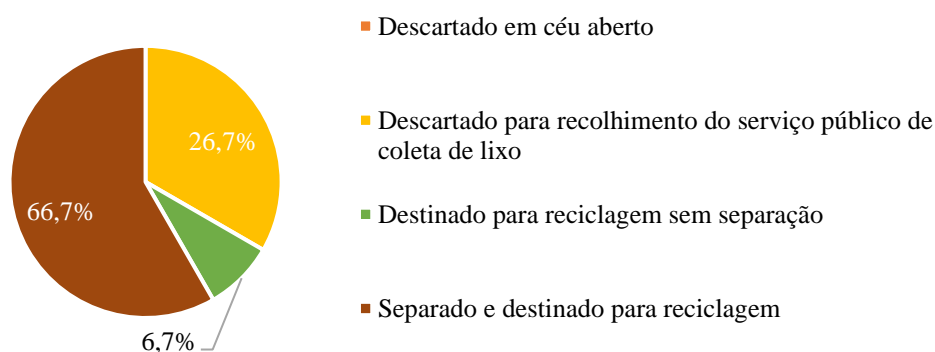 Descartado em céu aberto
26,7%
Descartado para recolhimento do serviço público de
coleta de lixo
66,7%
Destinado para reciclagem sem separação
Separado e destinado para reciclagem
6,7%